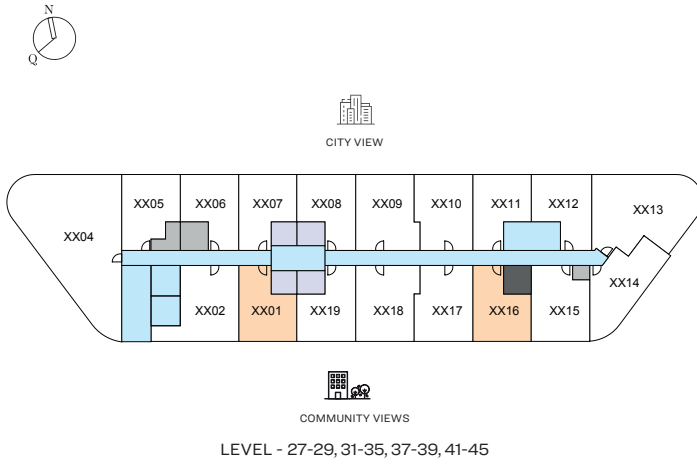 N
Q
CITY VIEW
XX05 XX06 XX07 XX08 XX09 XX10 XX11 XX12
XX04 XX13
XX14
XX02 XX01 XX19 XX18 XX17 XX16 XX15
COMMUNITY VIEWS
LEVEL - 27-29, 31-35, 37-39, 41-45